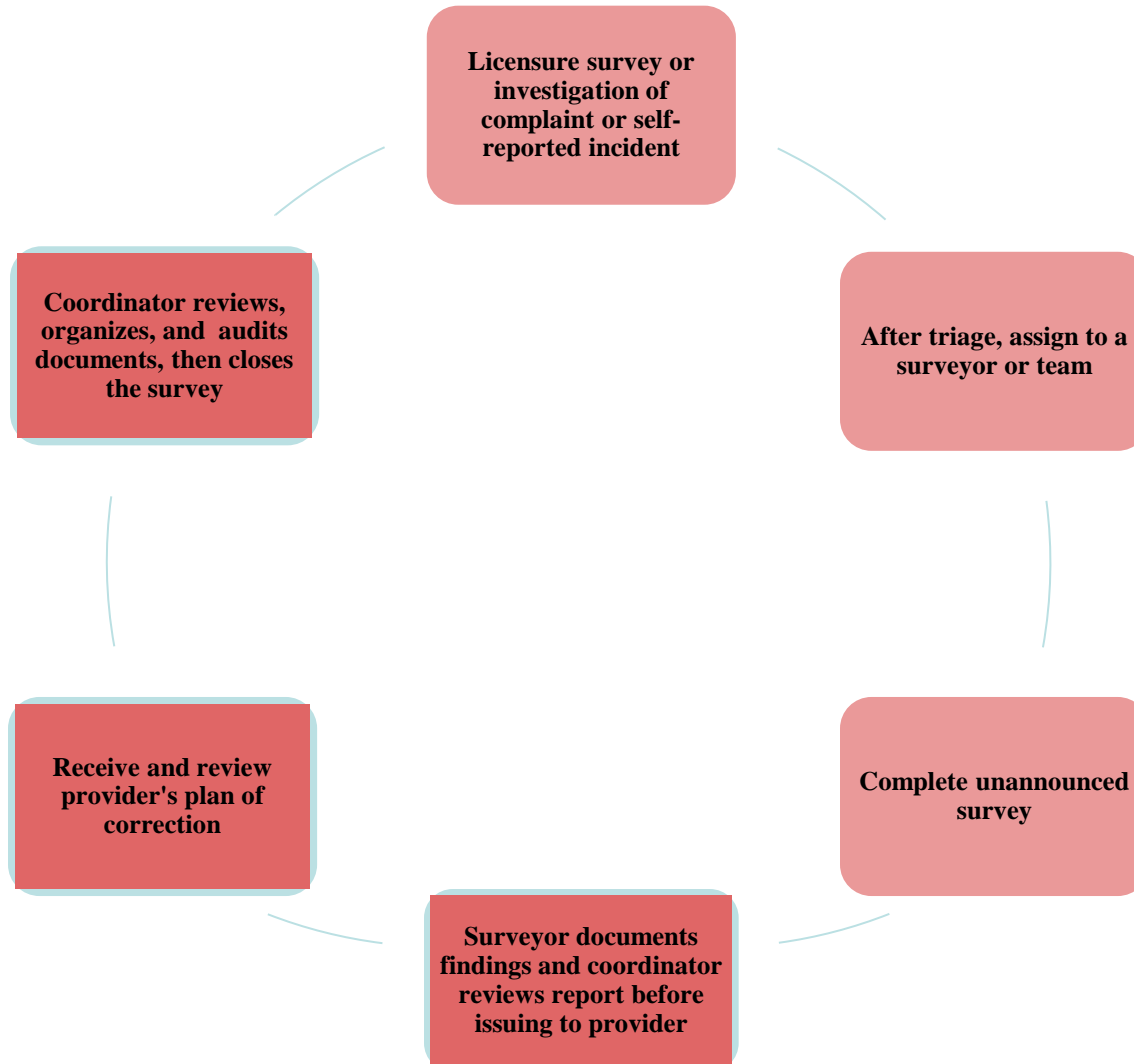 Licensure survey or
investigation of
complaint or self-
reported incident
After triage, assign to a
surveyor or team
Complete unannounced
survey
Surveyor documents
findings and coordinator
reviews report before
issuing to provider
Receive and review
provider's plan of
correction
Coordinator reviews,
organizes, and  audits
documents, then closes
the survey